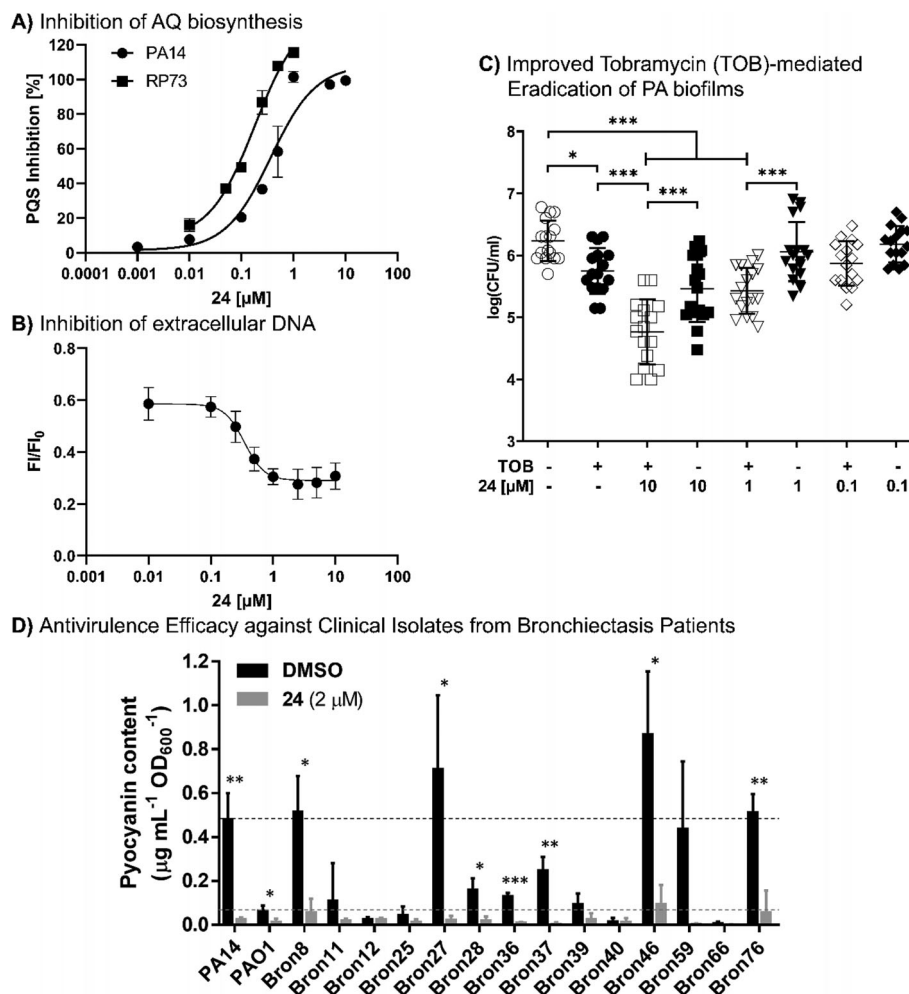 A) Inhibition of AQ biosynthesis
PQS Inhibition [%]
120
100
80
60
40
20
0
PA14
RP73
0.0001 0.001 0.01 0.1 1 10 100
24 [µM]
B) Inhibition of extracellular DNA
FI/FI0
0.8
0.6
0.4
0.2
0.0
0.001 0.01 0.1 1 10 100
24 [µM]
C) Improved Tobramycin (TOB)-mediated
Eradication of PA biofilms
log(CFU/ml)
8
7
6
5
4
3
***
* *** *** ***
TOB - + + - + - + -
24 [µM] - - 10 10 1 1 0.1 0.1
D) Antivirulence Efficacy against Clinical Isolates from Bronchiectasis Patients
Pyocyanin content
(µg mL-1 OD600-1)
1.2
1.0
0.8
0.6
0.4
0.2
0.0
DMSO
24 (2 µM)
** * * * * *** ** * **
PA14 PAO1 Bron8 Bron11 Bron12 Bron25 Bron27 Bron28 Bron36 Bron37 Bron39 Bron40 Bron46 Bron59 Bron66 Bron76